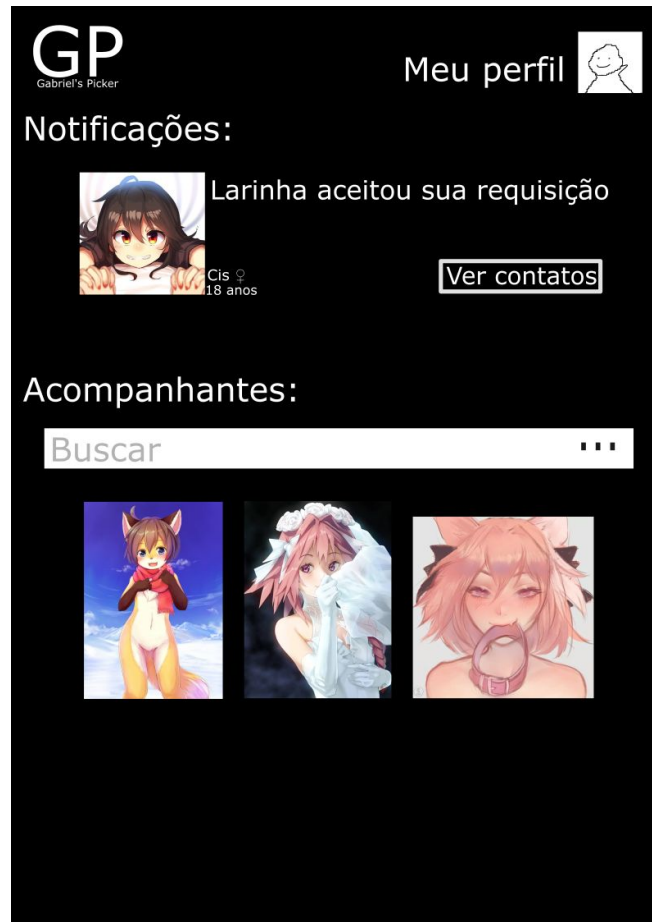 GP
Gabriel's Picker
Meu perfil
Notificações:
Larinha aceitou sua requisição
Cis ♀
18 anos
Ver contatos
Acompanhantes:
Buscar ...